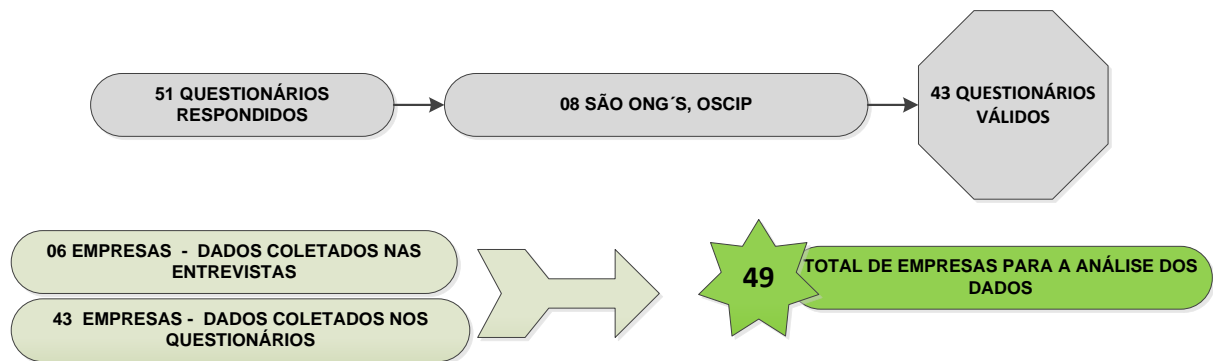 51 QUESTIONÁRIOS
RESPONDIDOS
08 SÃO ONG´S, OSCIP
43 QUESTIONÁRIOS
VÁLIDOS
06 EMPRESAS - DADOS COLETADOS NAS
ENTREVISTAS
43 EMPRESAS - DADOS COLETADOS NOS
QUESTIONÁRIOS
49
TOTAL DE EMPRESAS PARA A ANÁLISE DOS
DADOS